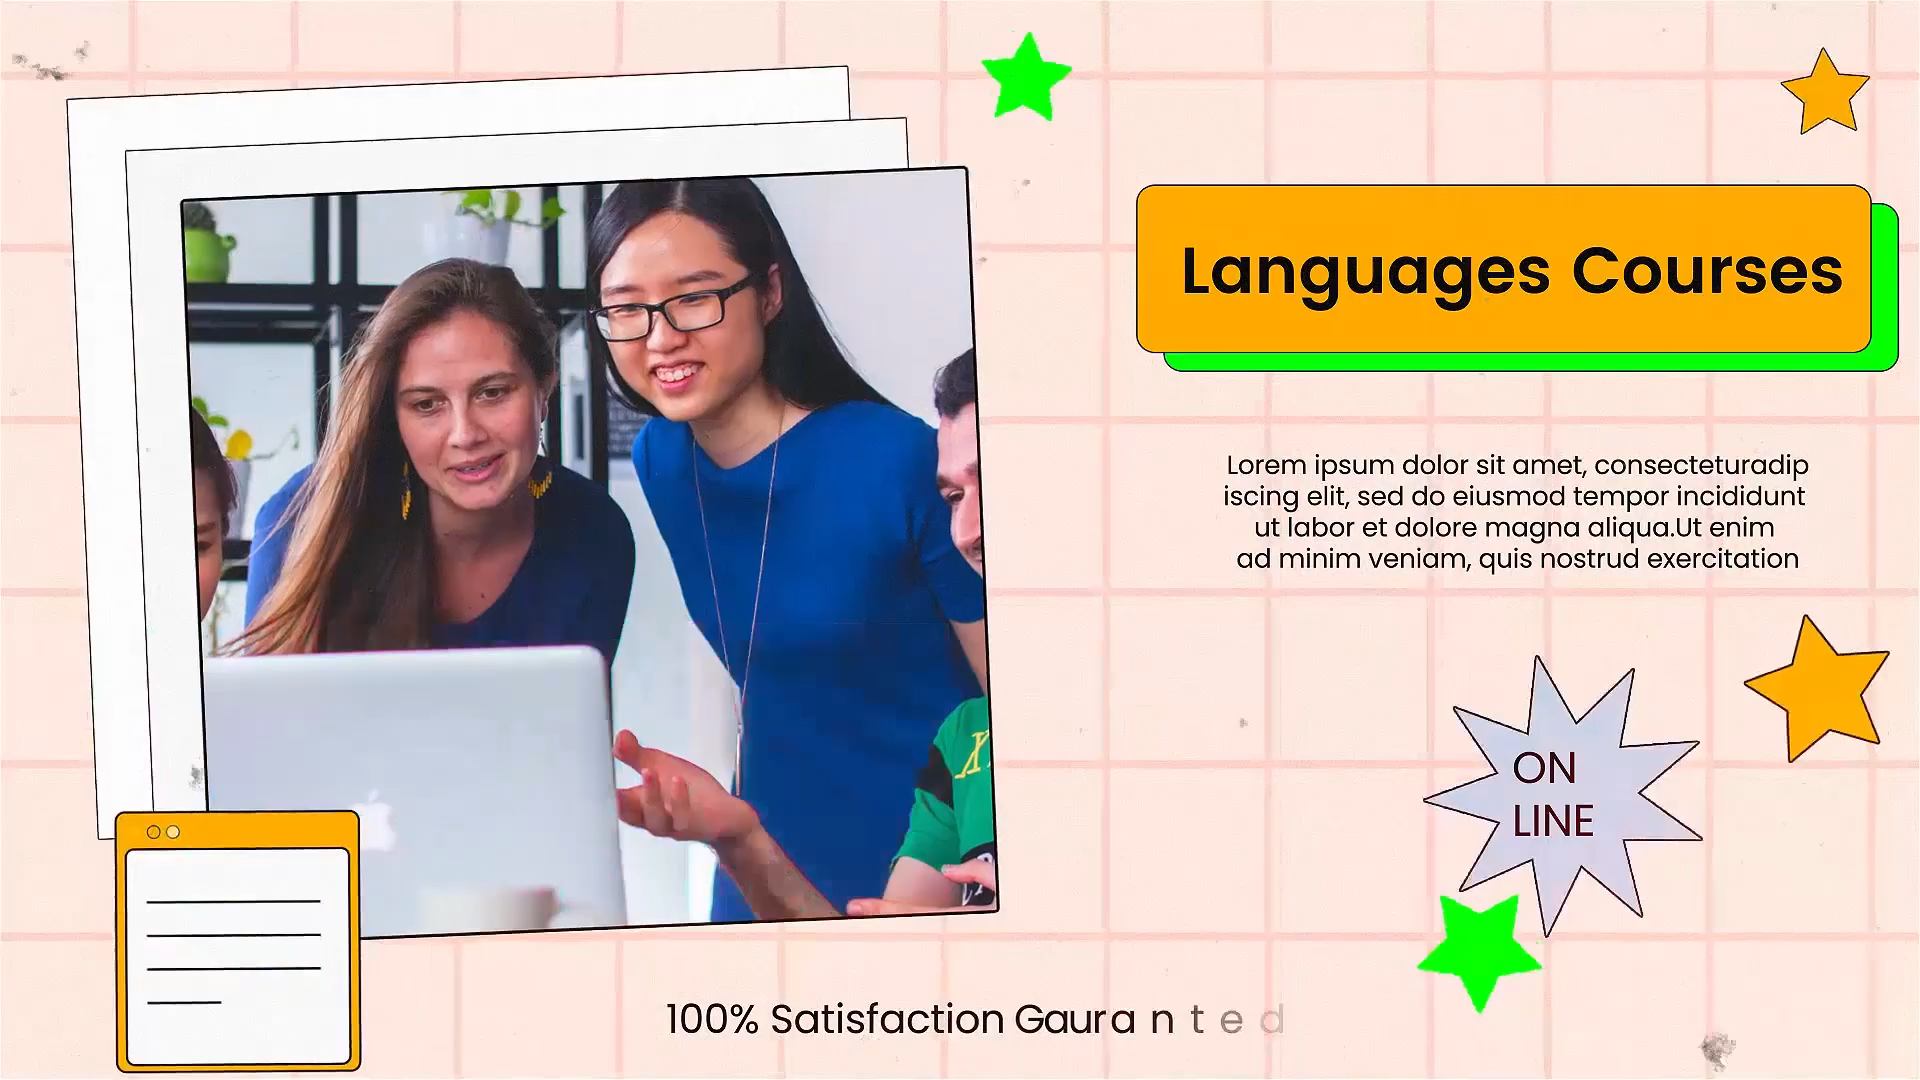 Languages Courses
Lorem ipsum dolor sit amet, consecteturadip
iscing elit, sed do eiusmod tempor incididunt
ut labor et dolore magna aliqua.Ut enim
ad minim veniam, quis nostrud exercitation
ON
LINE
100% Satisfaction Gauranted